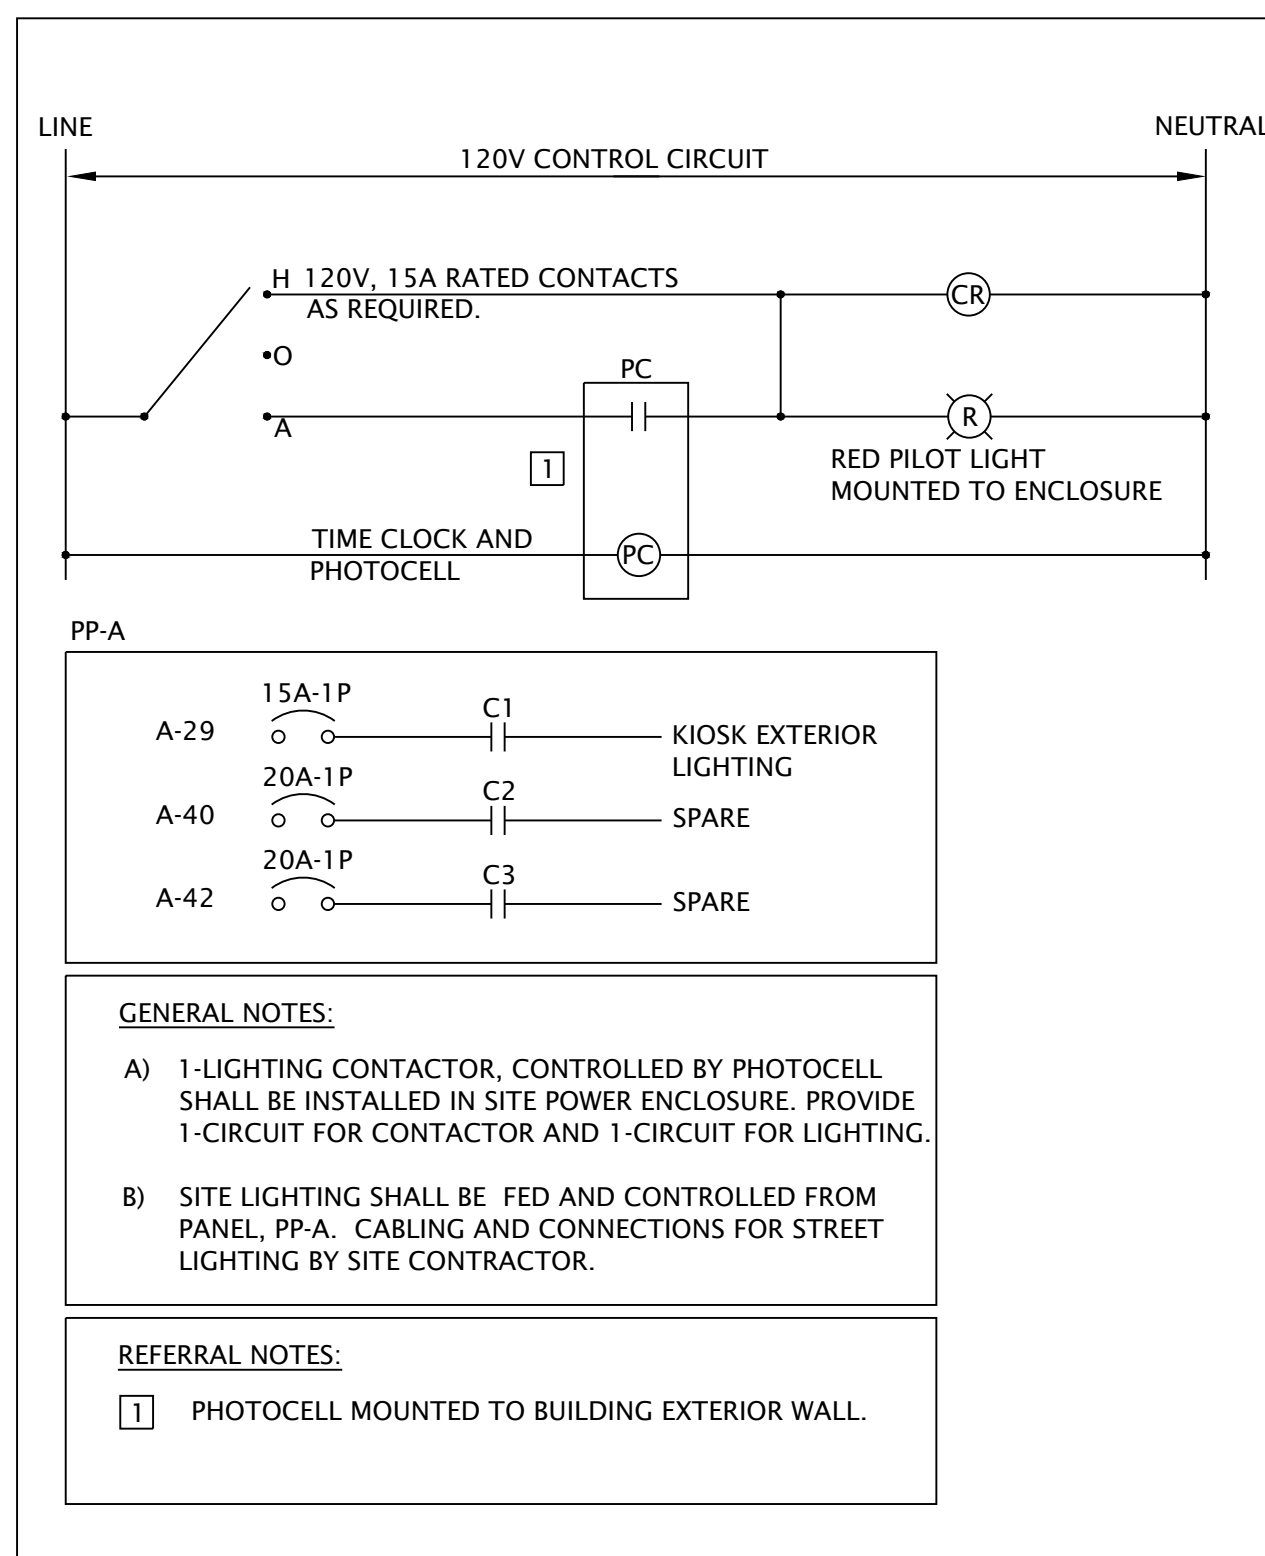 LINE
NEUTRAL
120V CONTROL CIRCUIT
H 120V, 15A RATED CONTACTS
AS REQUIRED.
O
CR
PC
A
R
1
RED PILOT LIGHT
MOUNTED TO ENCLOSURE
TIME CLOCK AND
PHOTOCELL
PC
PP-A
15A-1P
A-29
C1
KIOSK EXTERIOR
LIGHTING
20A-1P
A-40
C2
SPARE
20A-1P
A-42
C3
SPARE
GENERAL NOTES:
A) 1-LIGHTING CONTACTOR, CONTROLLED BY PHOTOCELL
SHALL BE INSTALLED IN SITE POWER ENCLOSURE. PROVIDE
1-CIRCUIT FOR CONTACTOR AND 1-CIRCUIT FOR LIGHTING.
B) SITE LIGHTING SHALL BE FED AND CONTROLLED FROM
PANEL, PP-A. CABLING AND CONNECTIONS FOR STREET
LIGHTING BY SITE CONTRACTOR.
REFERRAL NOTES:
1 PHOTOCELL MOUNTED TO BUILDING EXTERIOR WALL.